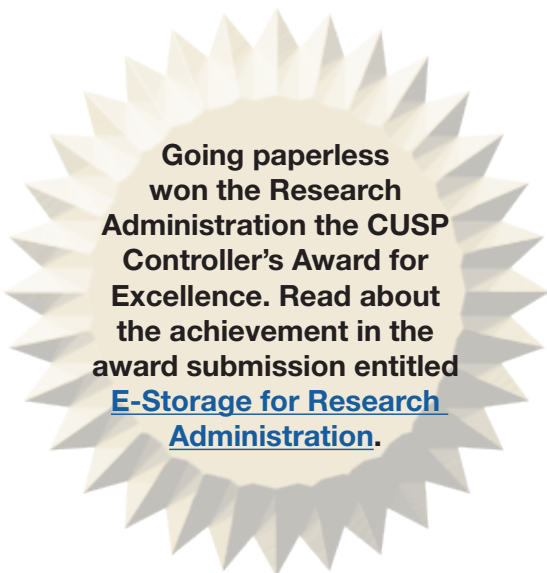 Going paperless
won the Research
Administration the CUSP
Controller’s Award for
Excellence. Read about
the achievement in the
award submission entitled
E-Storage for Research
Administration.